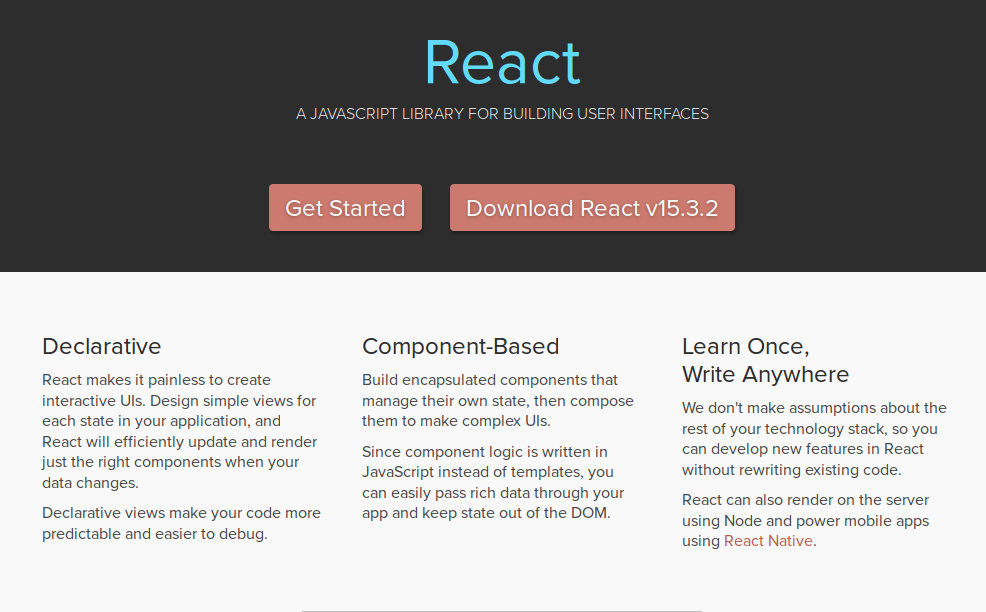 React
A JAVASCRIPT LIBRARY FOR BUILDING USER INTERFACES
Get Started
Download React v15.3.2
Declarative
React makes it painless to create
interactive UIs. Design simple views for
each state in your application, and
React will efficiently update and render
just the right components when your
data changes.
Declarative views make your code more
predictable and easier to debug.
Component-Based
Build encapsulated components that
manage their own state, then compose
them to make complex UIs.
Since component logic is written in
JavaScript instead of templates, you
can easily pass rich data through your
app and keep state out of the DOM.
Learn Once,
Write Anywhere
We don't make assumptions about the
rest of your technology stack, so you
can develop new features in React
without rewriting existing code.
React can also render on the server
using Node and power mobile apps
using React Native.